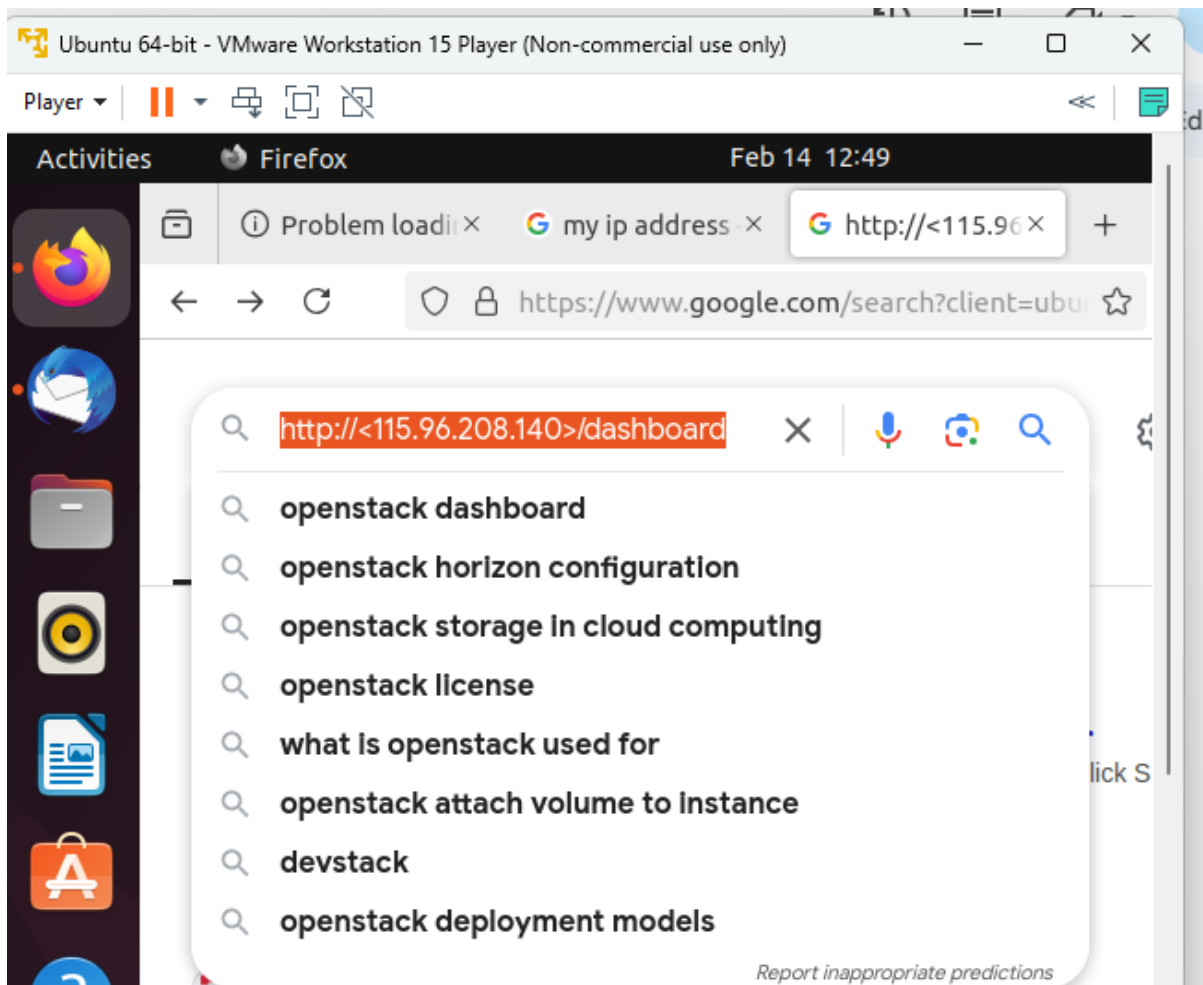 Ubuntu 64-bit - VMware Workstation 15 Player (Non-commercial use only)
Player
Activities Firefox Feb 14 12:49
Problem loadin my ip address - http://<115.96
https://www.google.com/search?client=ubu
http://<115.96.208.140>/dashboard
openstack dashboard
openstack horizon configuration
openstack storage in cloud computing
openstack license
what is openstack used for
openstack attach volume to instance
lick S
devstack
openstack deployment models
Report inappropriate predictions